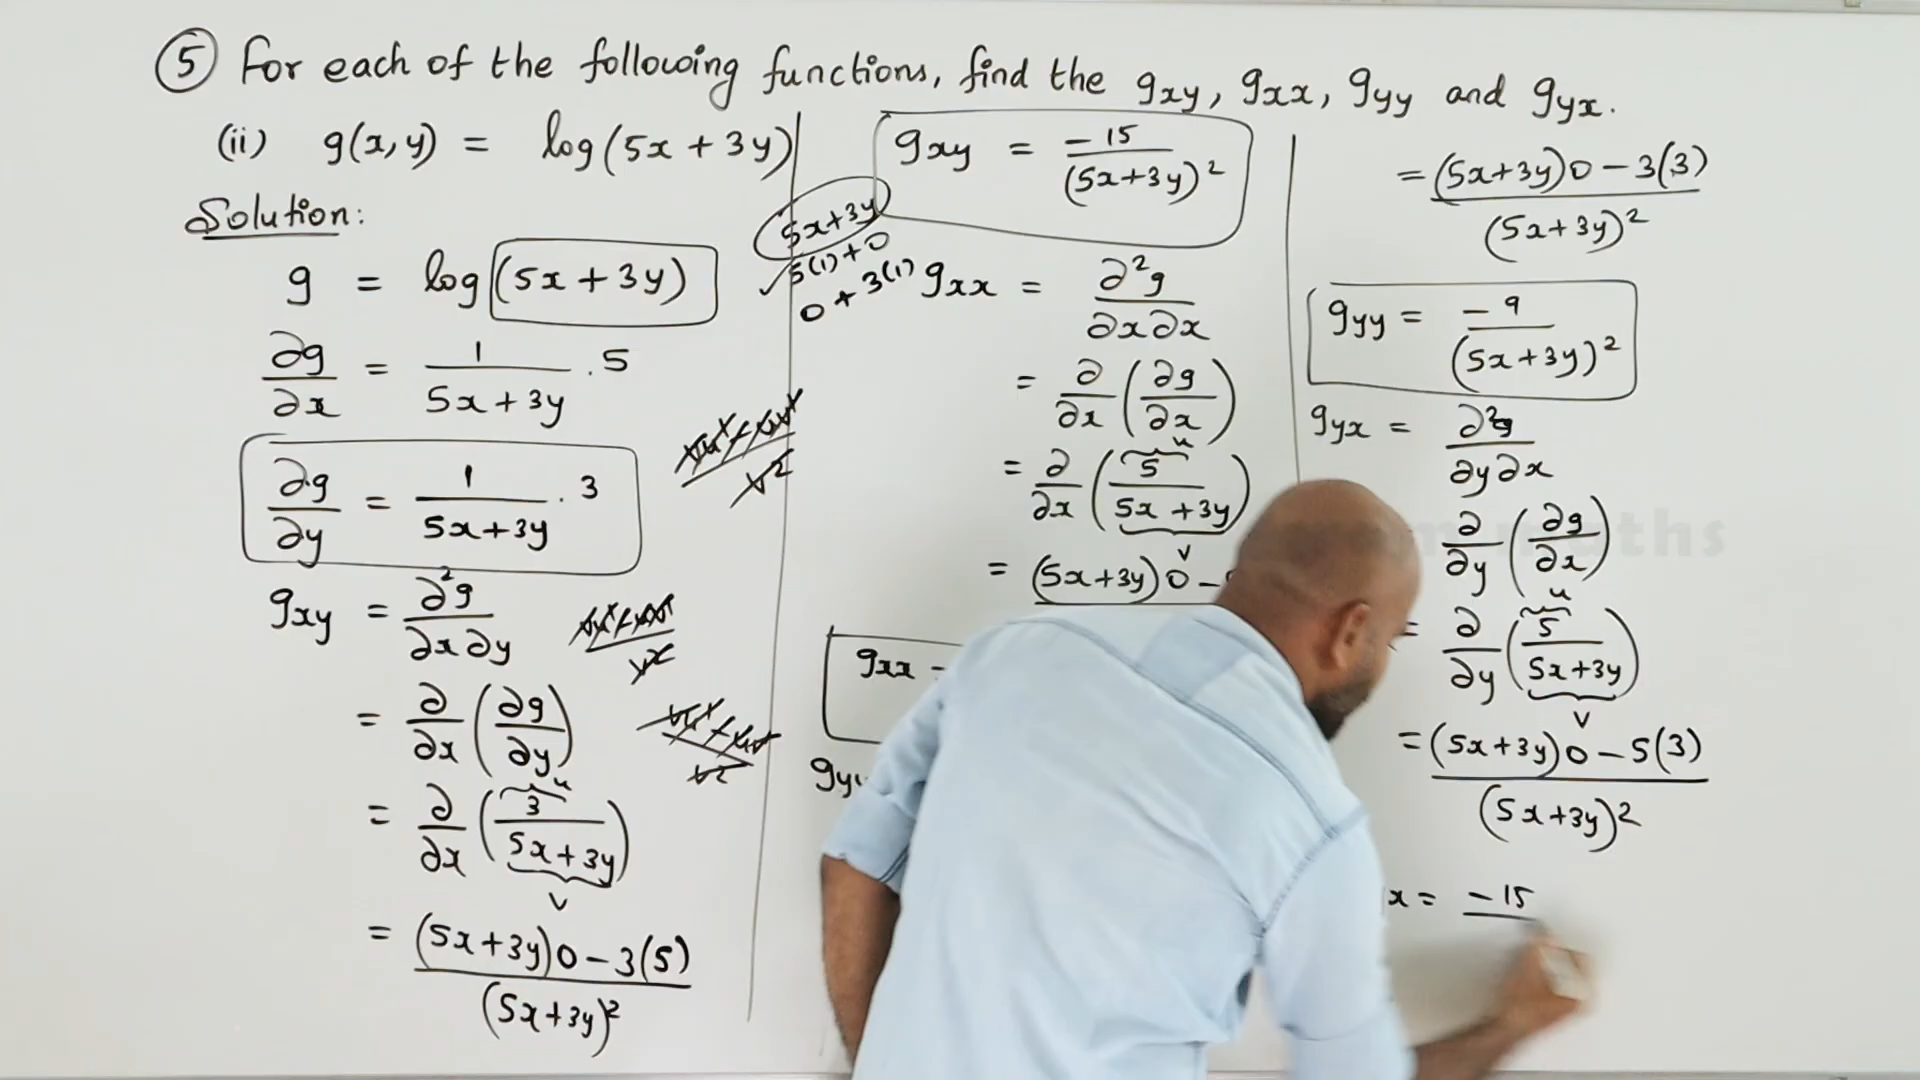 ⑤ For each of the following functions, find the gxy, gxx, gyy and gyx.
(ii) g(x,y) = log(5x + 3y)
Solution:
g = log(5x + 3y)
∂g/∂x = 1/(5x+3y) . 5
∂g/∂y = 1/(5x+3y) . 3
gxy = ∂²g/∂x∂y
= ∂/∂x (∂g/∂y)
= ∂/∂x (3/(5x+3y)) u v
= ((5x+3y)0 – 3(5))/(5x+3y)²
5x+3y
5(1)+0
0+3(1)
gxy = –15/(5x+3y)²
gxx = ∂²g/∂x∂x
= ∂/∂x (∂g/∂x)
= ∂/∂x (5/(5x+3y)) u v
= (5x+3y)0 –
gxx
= ((5x+3y)0 – 3(3))/(5x+3y)²
gyy = –9/(5x+3y)²
gyx = ∂²g/∂y∂x
∂/∂y (∂g/∂x)
= ∂/∂y (5/(5x+3y)) u v
= ((5x+3y)0 – 5(3))/(5x+3y)²
x = –15